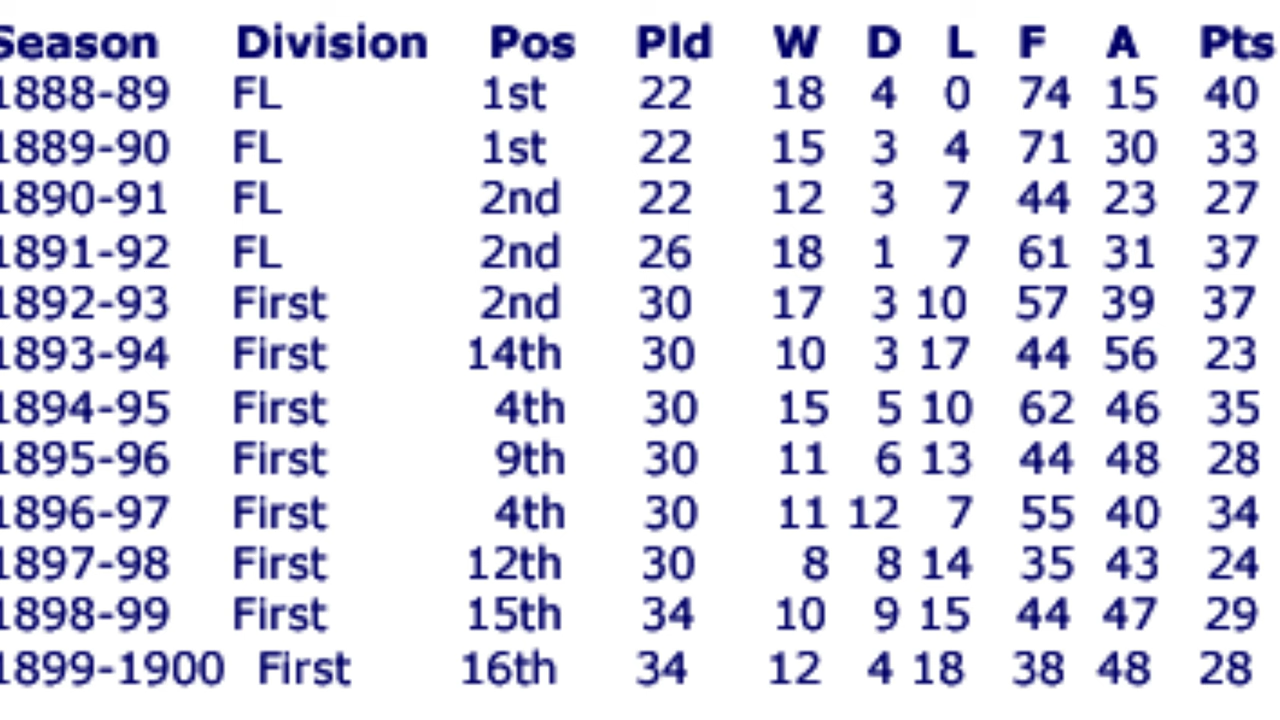 Season Division Pos Pld W D L F A Pts
1888-89 FL 1st 22 18 4 0 74 15 40
1889-90 FL 1st 22 15 3 4 71 30 33
1890-91 FL 2nd 22 12 3 7 44 23 27
1891-92 FL 2nd 26 18 1 7 61 31 37
1892-93 First 2nd 30 17 3 10 57 39 37
1893-94 First 14th 30 10 3 17 44 56 23
1894-95 First 4th 30 15 5 10 62 46 35
1895-96 First 9th 30 11 6 13 44 48 28
1896-97 First 4th 30 11 12 7 55 40 34
1897-98 First 12th 30 8 8 14 35 43 24
1898-99 First 15th 34 10 9 15 44 47 29
1899-1900 First 16th 34 12 4 18 38 48 28